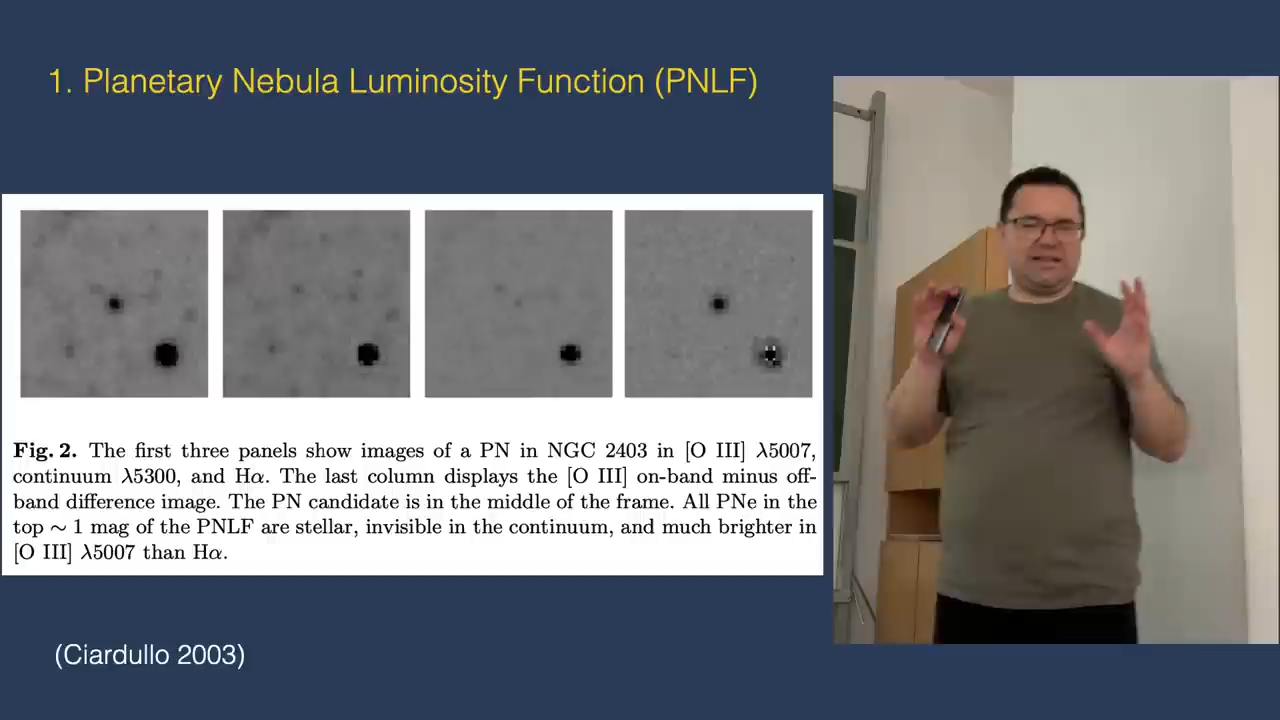 1. Planetary Nebula Luminosity Function (PNLF)
Fig. 2. The first three panels show images of a PN in NGC 2403 in [O III] λ5007,
continuum λ5300, and Hα. The last column displays the [O III] on-band minus off-
band difference image. The PN candidate is in the middle of the frame. All PNe in the
top ∼ 1 mag of the PNLF are stellar, invisible in the continuum, and much brighter in
[O III] λ5007 than Hα.
(Ciardullo 2003)